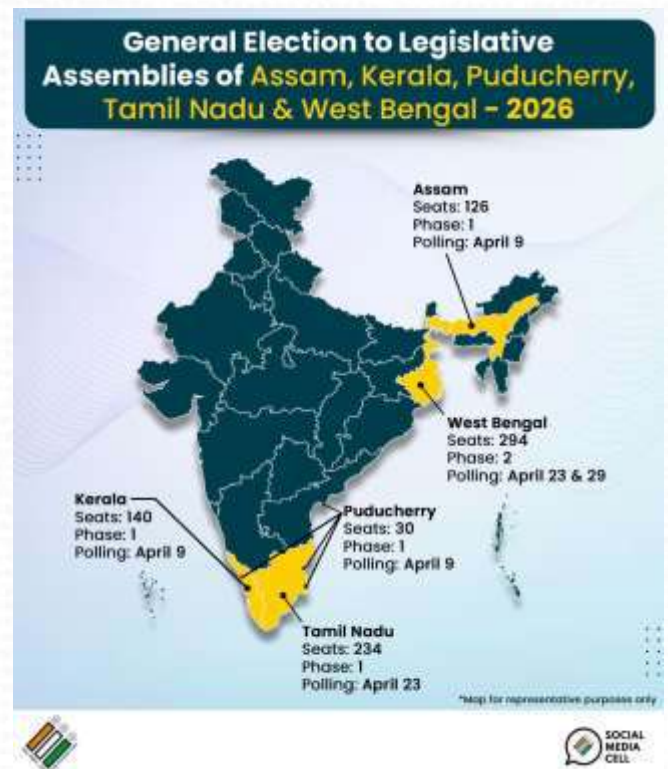 General Election to Legislative
Assemblies of Assam, Kerala, Puducherry,
Tamil Nadu & West Bengal - 2026
Assam
Seats: 126
Phase: 1
Polling: April 9
West Bengal
Seats: 294
Phase: 2
Polling: April 23 & 29
Kerala
Seats: 140
Phase: 1
Polling: April 9
Puducherry
Seats: 30
Phase: 1
Polling: April 9
Tamil Nadu
Seats: 234
Phase: 1
Polling: April 23
*Map for representative purposes only
SOCIAL
MEDIA
CELL